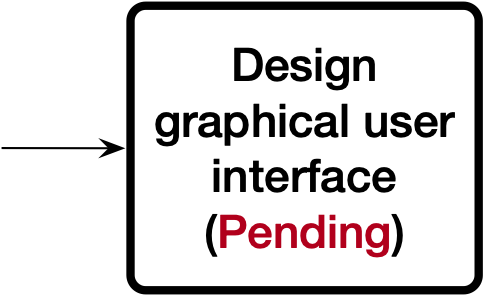 Design
graphical user
interface
(Pending)